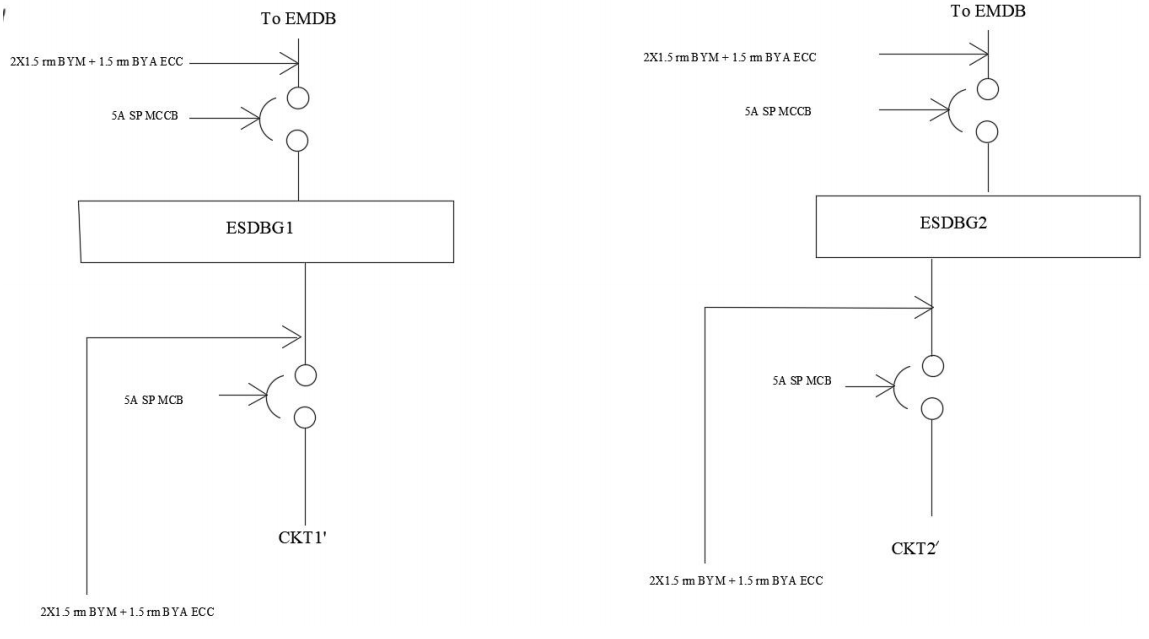 To EMDB
2X1.5 rm BYM + 1.5 rm BYA ECC
5A SP MCCB
ESDBG1
5A SP MCB
CKT1'
2X1.5 rm BYM + 1.5 rm BYA ECC
To EMDB
2X1.5 rm BYM + 1.5 rm BYA ECC
5A SP MCCB
ESDBG2
5A SP MCB
CKT2'
2X1.5 rm BYM + 1.5 rm BYA ECC